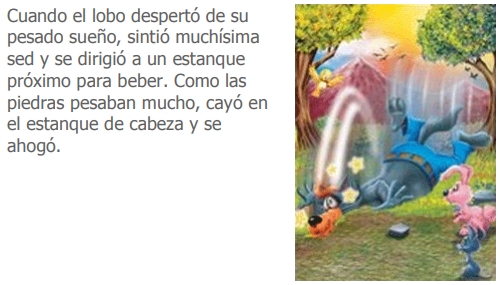 Cuando el lobo despertó de su
pesado sueño, sintió muchísima
sed y se dirigió a un estanque
próximo para beber. Como las
piedras pesaban mucho, cayó en
el estanque de cabeza y se
ahogó.